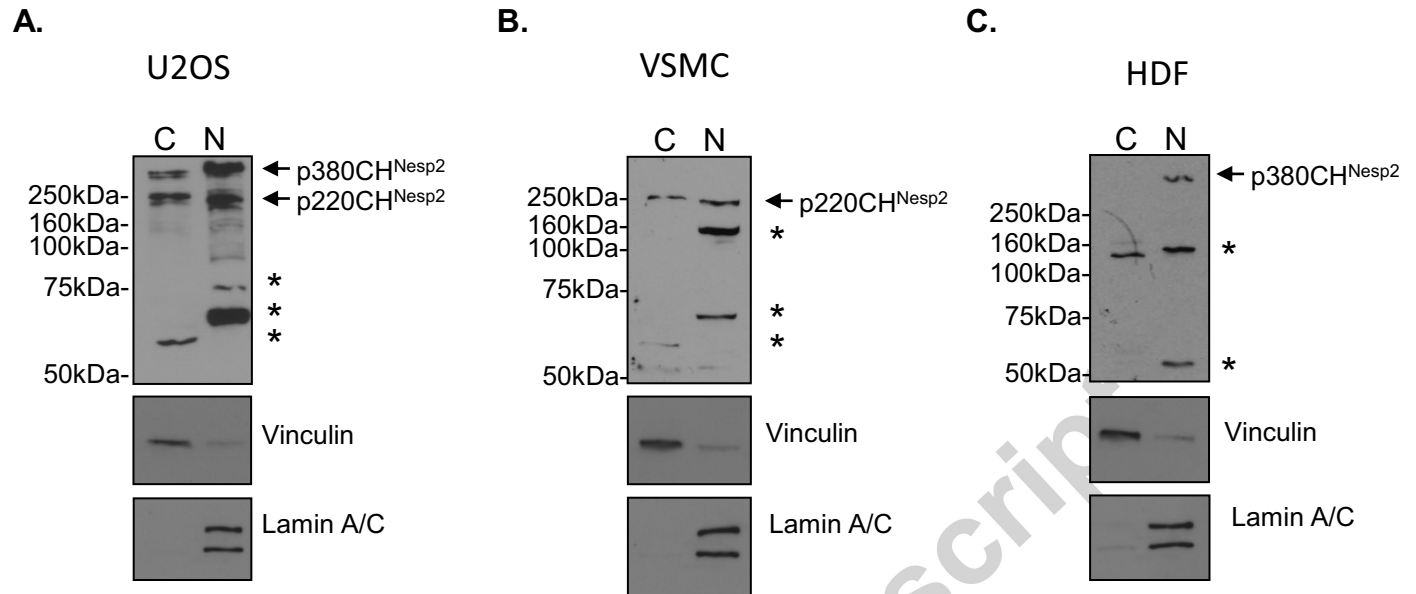 A.
U2OS
C N
p380CH^Nesp2
250kDa-
p220CH^Nesp2
160kDa-
100kDa-
75kDa-
*
*
*
50kDa-
Vinculin
Lamin A/C
B.
VSMC
C N
250kDa-
p220CH^Nesp2
160kDa-
*
100kDa-
75kDa-
*
*
50kDa-
Vinculin
Lamin A/C
C.
HDF
C N
p380CH^Nesp2
250kDa-
160kDa-
*
100kDa-
75kDa-
*
50kDa-
Vinculin
Lamin A/C
script